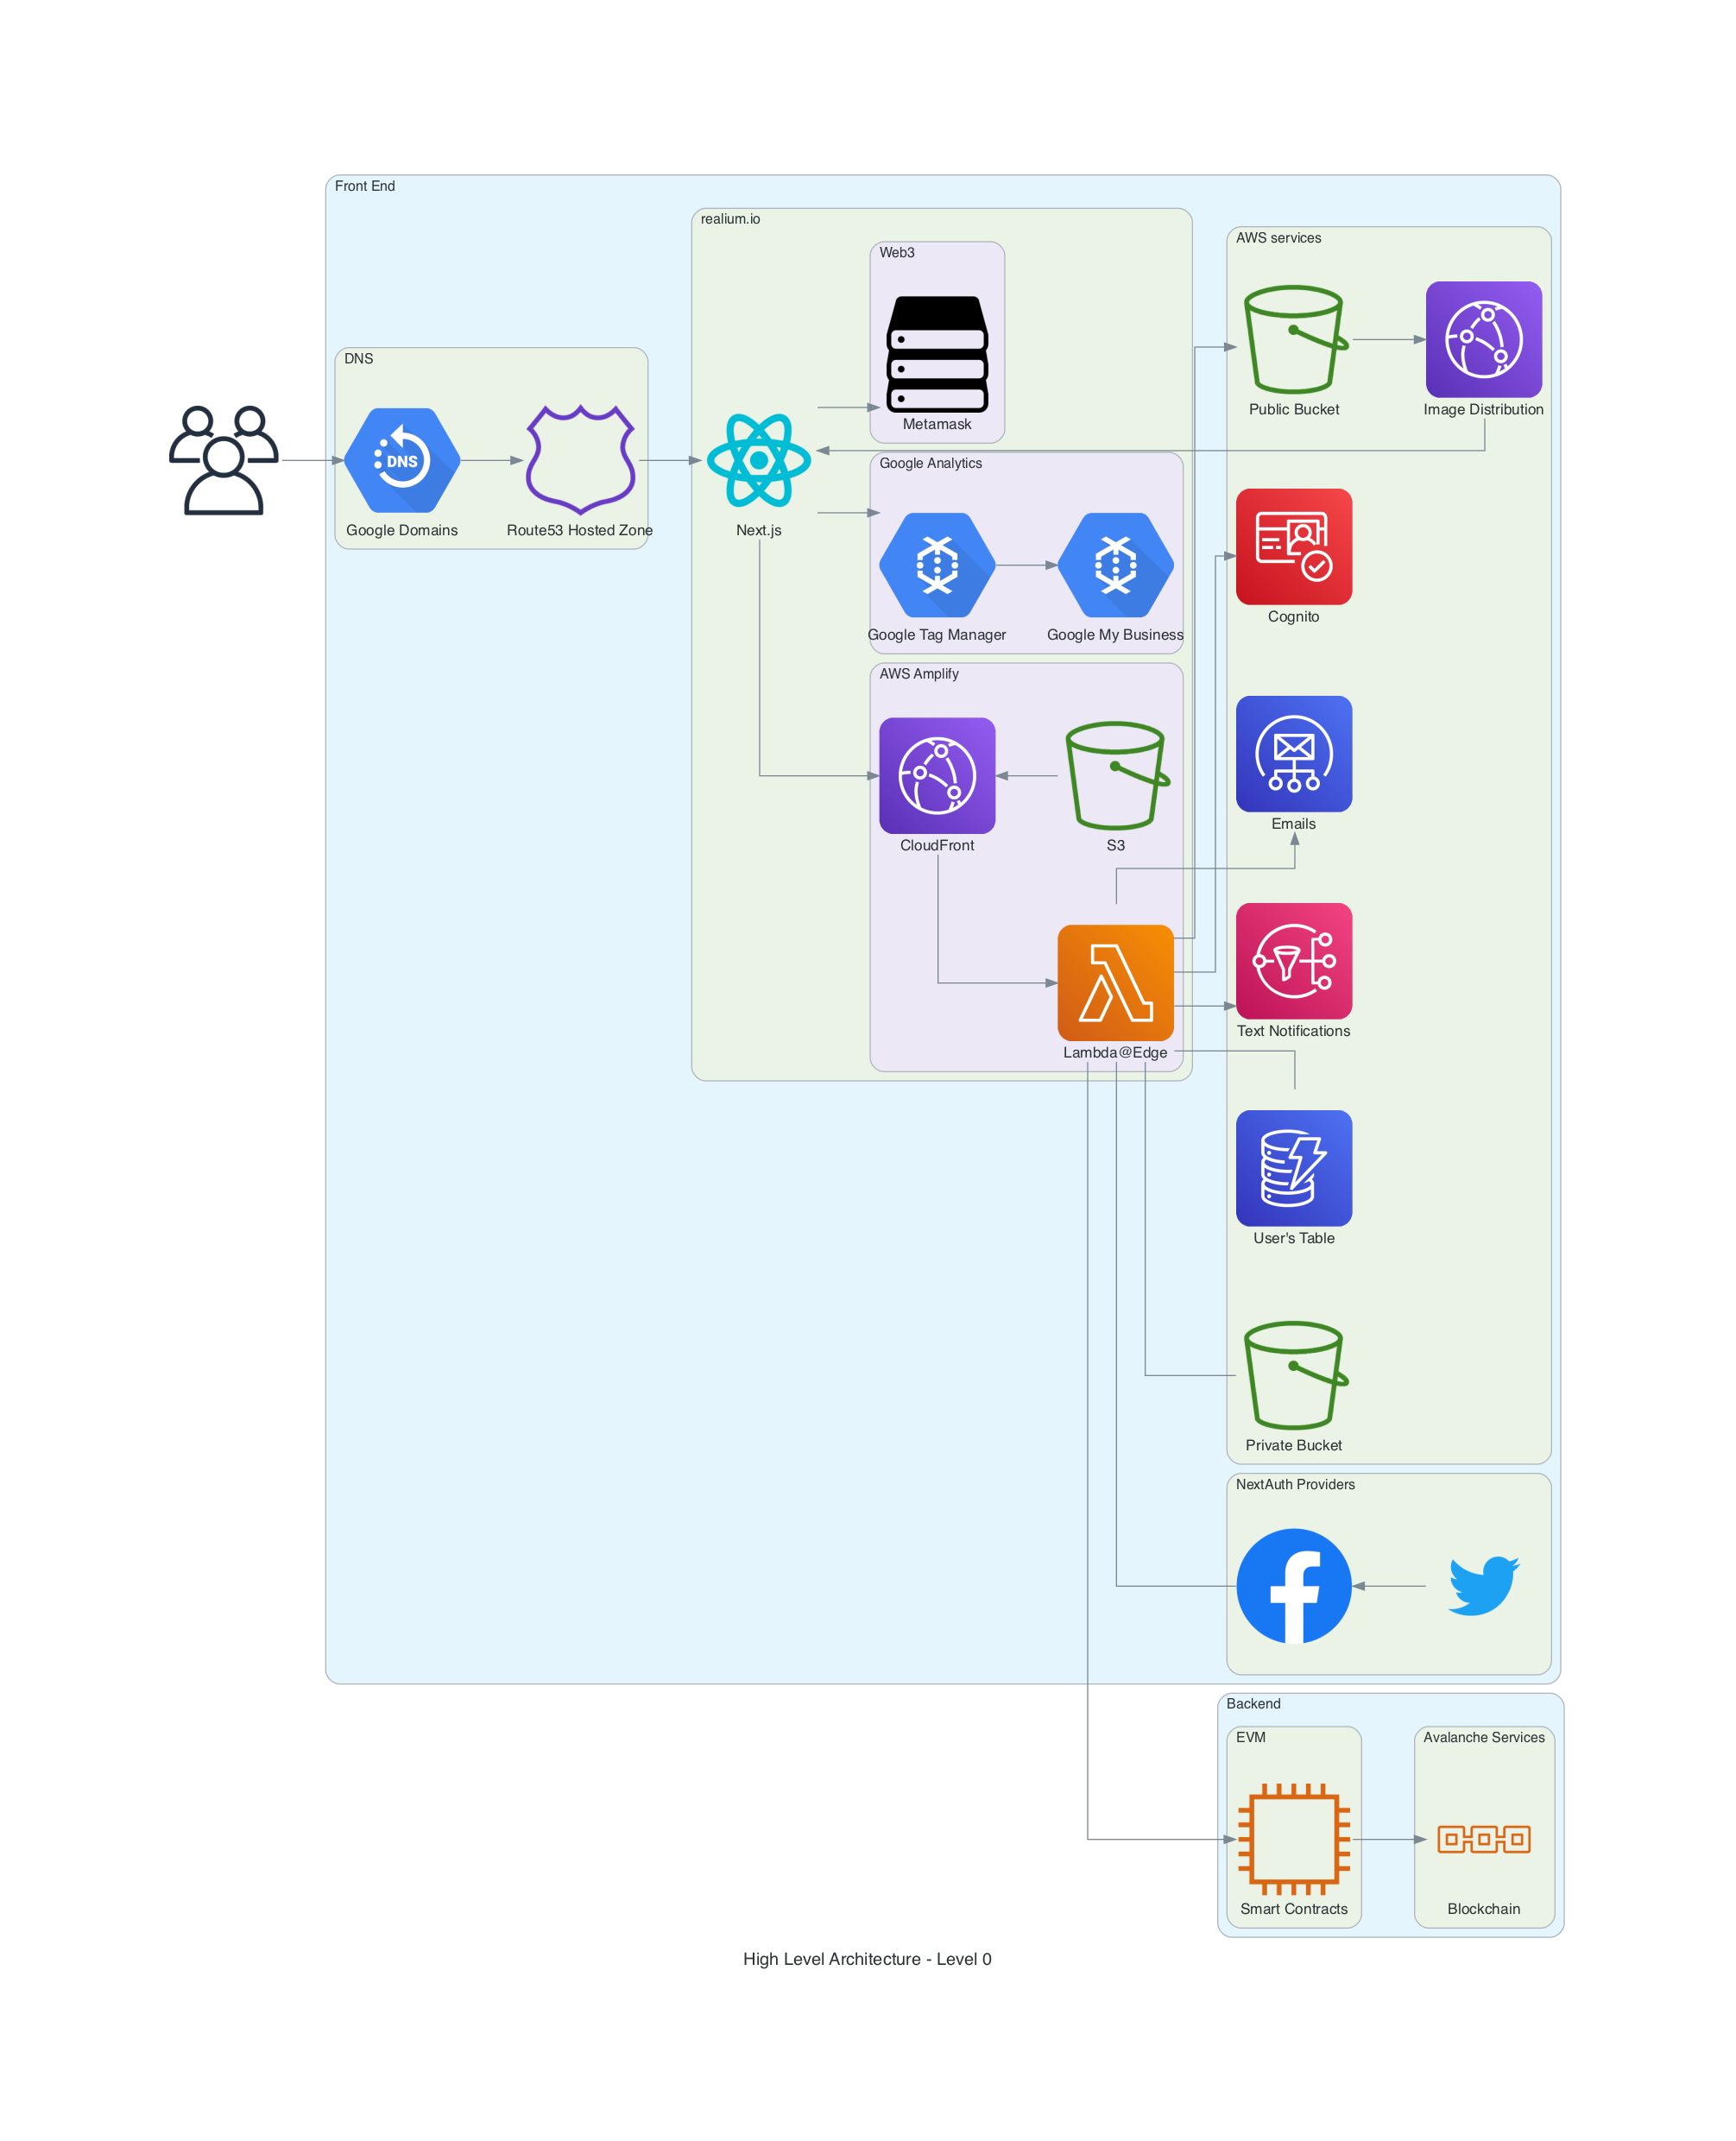 Front End
realium.io
AWS services
Web3
DNS
Metamask
Public Bucket
Image Distribution
Google Analytics
DNS
Google Domains
Route53 Hosted Zone
Next.js
Google Tag Manager
Google My Business
Cognito
AWS Amplify
CloudFront
S3
Emails
Lambda@Edge
Text Notifications
User's Table
Private Bucket
NextAuth Providers
Backend
EVM
Avalanche Services
Smart Contracts
Blockchain
High Level Architecture - Level 0